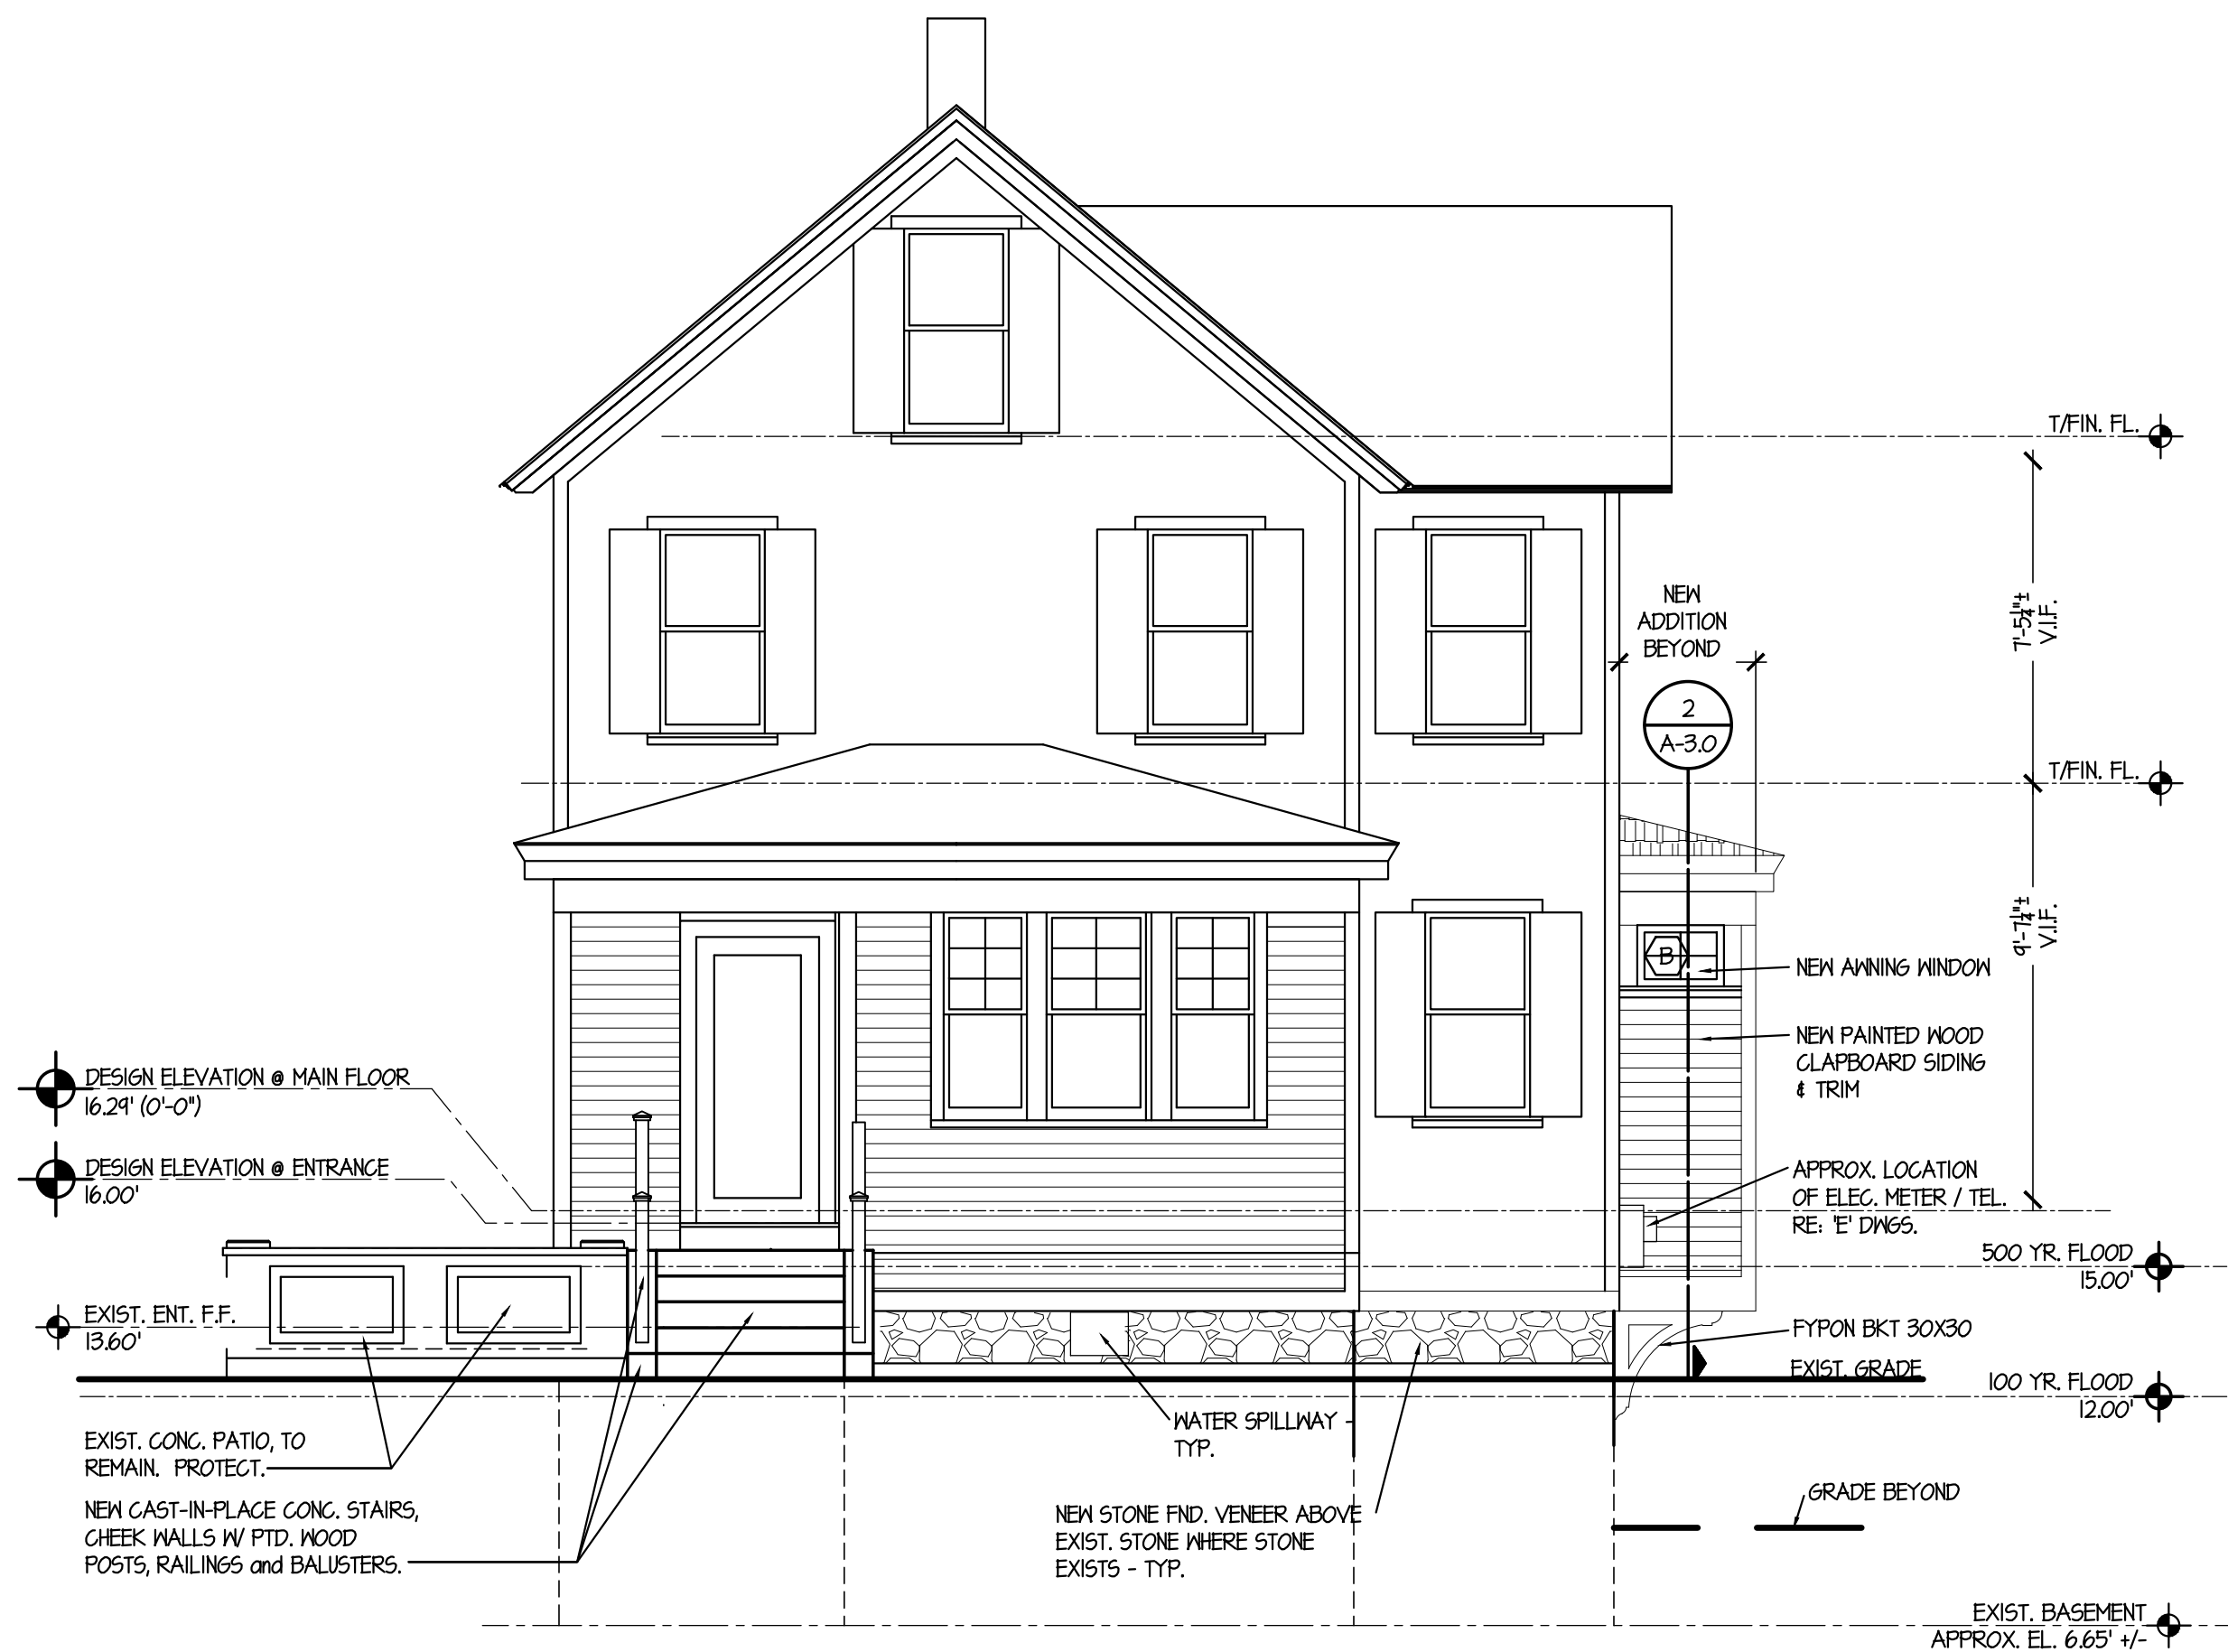 T/FIN. FL.
7'-5¼"±
V.I.F.
NEW
ADDITION
BEYOND
2
A-3.0
T/FIN. FL.
9'-7¼"±
V.I.F.
B
NEW AWNING WINDOW
NEW PAINTED WOOD
CLAPBOARD SIDING
& TRIM
DESIGN ELEVATION @ MAIN FLOOR
16.29' (0'-0")
DESIGN ELEVATION @ ENTRANCE
16.00'
APPROX. LOCATION
OF ELEC. METER / TEL.
RE: 'E' DWGS.
500 YR. FLOOD
15.00'
EXIST. ENT. F.F.
13.60'
FYPON BKT 30X30
EXIST. GRADE
100 YR. FLOOD
12.00'
EXIST. CONC. PATIO, TO
REMAIN. PROTECT.
WATER SPILLWAY -
TYP.
NEW CAST-IN-PLACE CONC. STAIRS,
CHEEK WALLS W/ PTD. WOOD
POSTS, RAILINGS and BALUSTERS.
NEW STONE FND. VENEER ABOVE
EXIST. STONE WHERE STONE
EXISTS - TYP.
GRADE BEYOND
EXIST. BASEMENT
APPROX. EL. 6.65' +/-